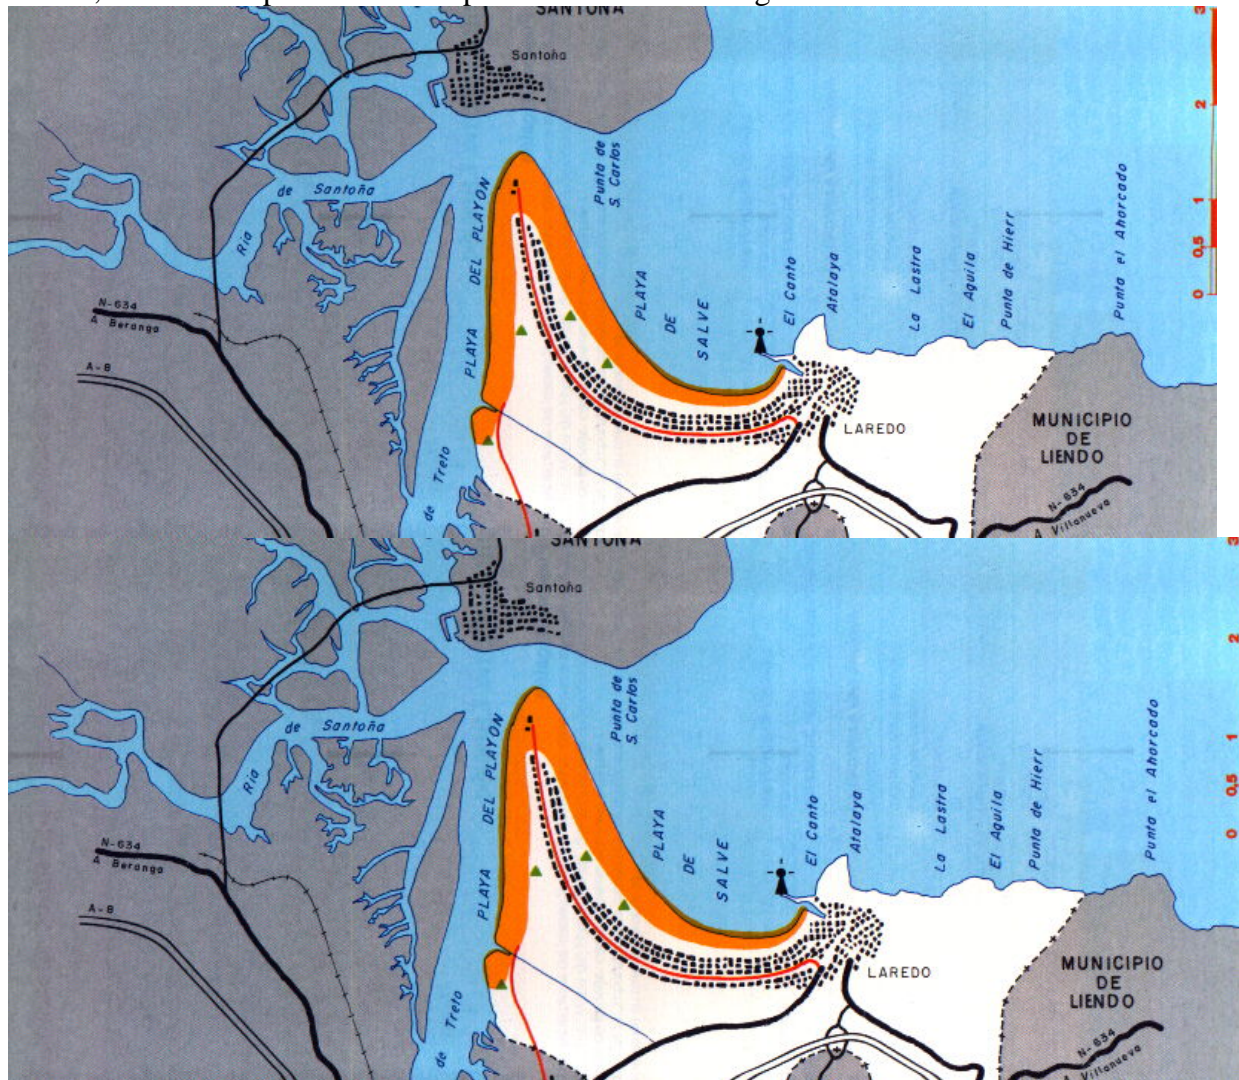 SANTOÑA
Santoña
3
2
1
0,5
0
de Santoña
Ria
Punta de
S. Carlos
PLAYA DEL PLAYON
PLAYA
DE
SALVE
El Canto
Atalaya
La Lastra
El Aguila
Punta de Hierr
Punta el Ahorcado
N-634
A Beranga
A-8
LAREDO
MUNICIPIO
DE
LIENDO
de Treto
N-634
A Villanueva
SANTOÑA
Santoña
3
2
1
0,5
0
de Santoña
Ria
Punta de
S. Carlos
PLAYA DEL PLAYON
PLAYA
DE
SALVE
El Canto
Atalaya
La Lastra
El Aguila
Punta de Hierr
Punta el Ahorcado
N-634
A Beranga
A-8
LAREDO
MUNICIPIO
DE
LIENDO
de Treto
N-634
Villanueva